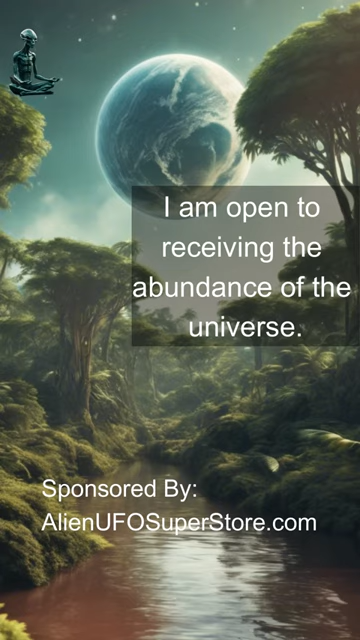 I am open to
receiving the
abundance of the
universe.
Sponsored By:
AlienUFOSuperStore.com